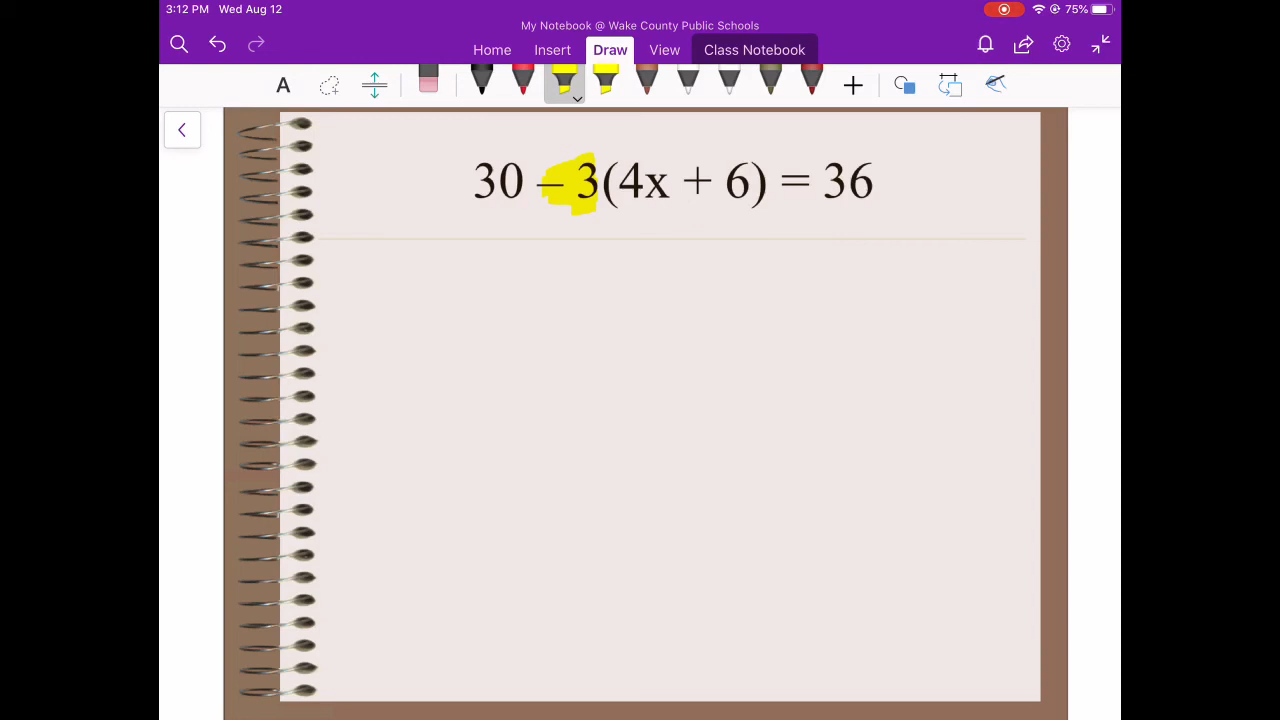 3:12 PM Wed Aug 12 75%
My Notebook @ Wake County Public Schools
Home Insert Draw View Class Notebook
A
30 – 3(4x + 6) = 36